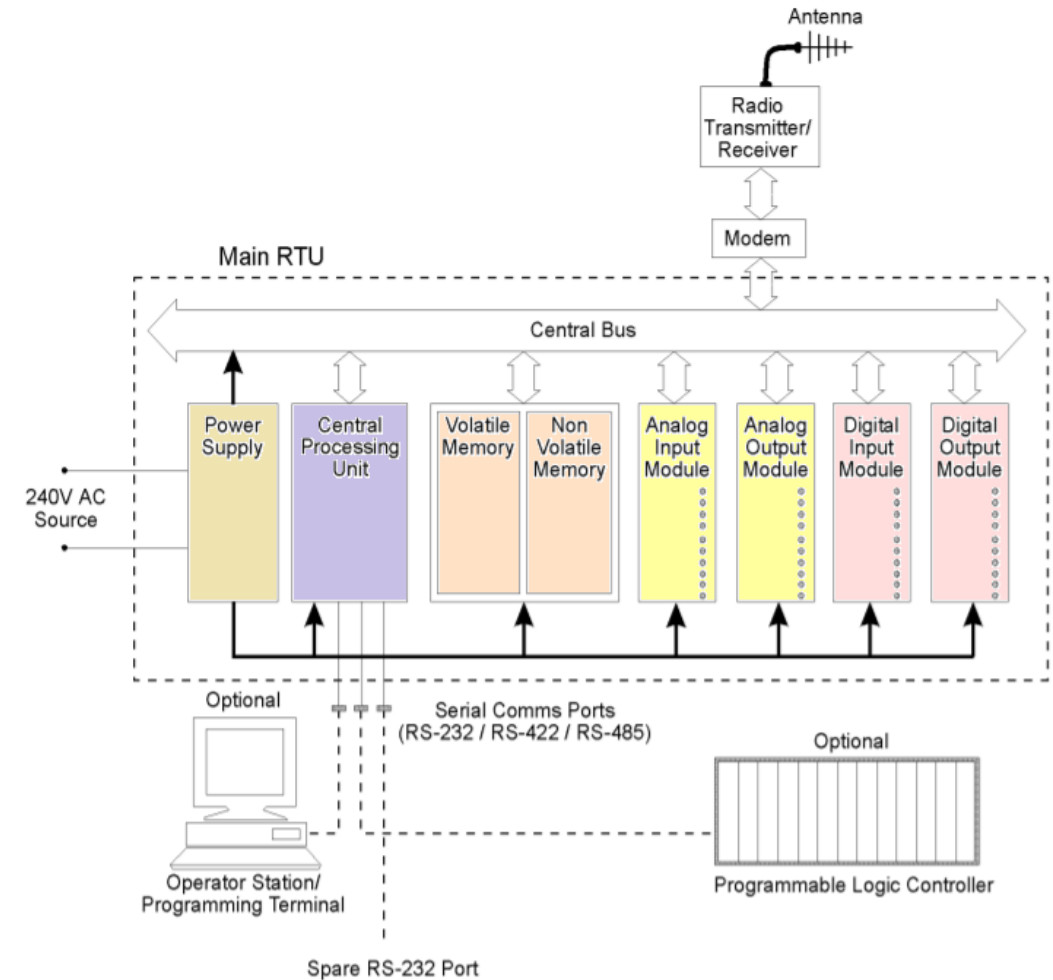 Antenna
Radio
Transmitter/
Receiver
Modem
Main RTU
Central Bus
Power
Supply
Central
Processing
Unit
Volatile
Memory
Non
Volatile
Memory
Analog
Input
Module
Analog
Output
Module
Digital
Input
Module
Digital
Output
Module
240V AC
Source
Optional
Serial Comms Ports
(RS-232 / RS-422 / RS-485)
Optional
Operator Station/
Programming Terminal
Programmable Logic Controller
Spare RS-232 Port